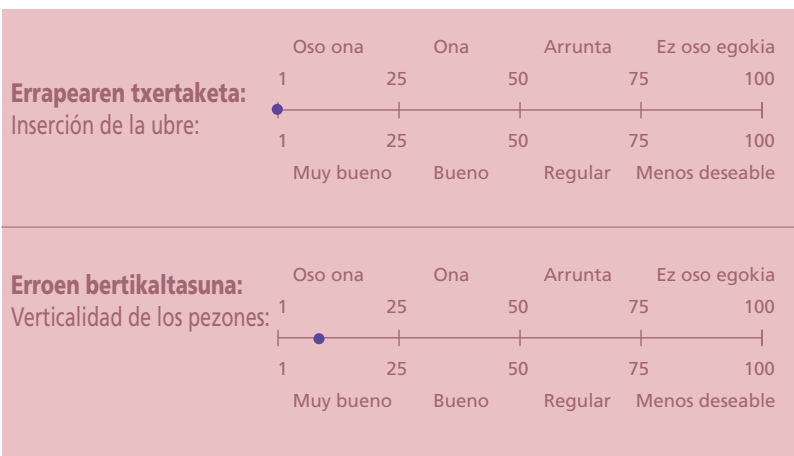 Oso ona Ona Arrunta Ez oso egokia
1 25 50 75 100
Errapearen txertaketa:
Inserción de la ubre:
1 25 50 75 100
Muy bueno Bueno Regular Menos deseable
Oso ona Ona Arrunta Ez oso egokia
Erroen bertikaltasuna:
1 25 50 75 100
Verticalidad de los pezones:
1 25 50 75 100
Muy bueno Bueno Regular Menos deseable